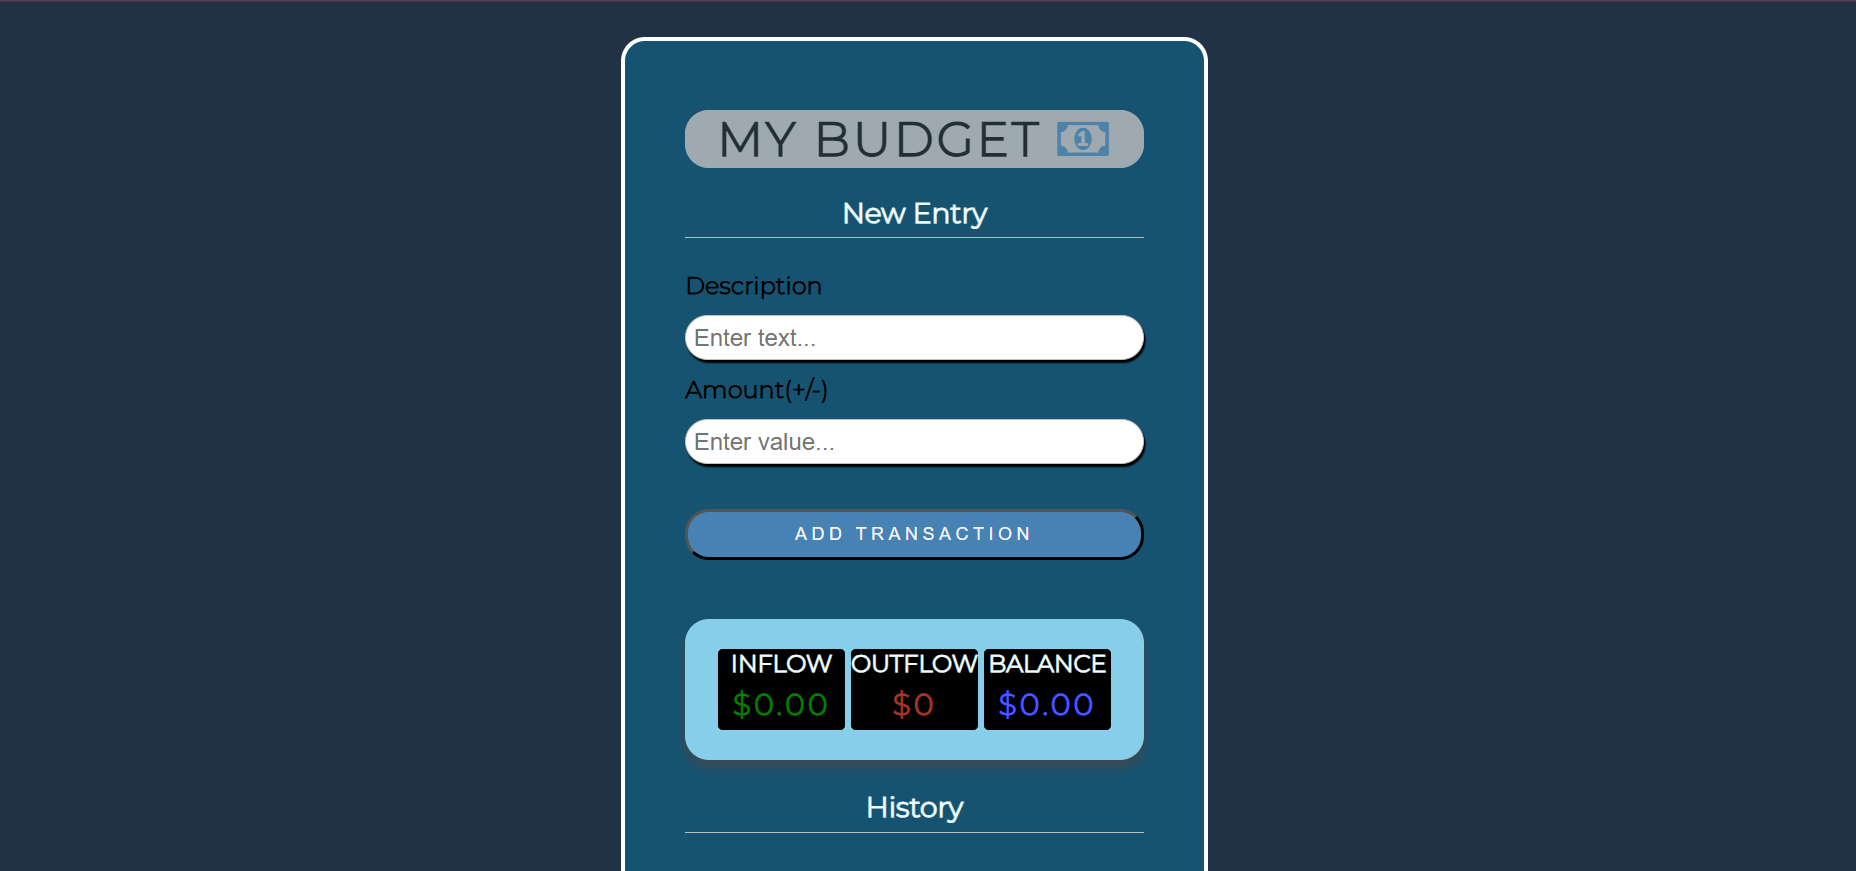 MY BUDGET
New Entry
Description
Enter text...
Amount(+/-)
Enter value...
ADD TRANSACTION
INFLOW OUTFLOW BALANCE
$0.00 $0 $0.00
History